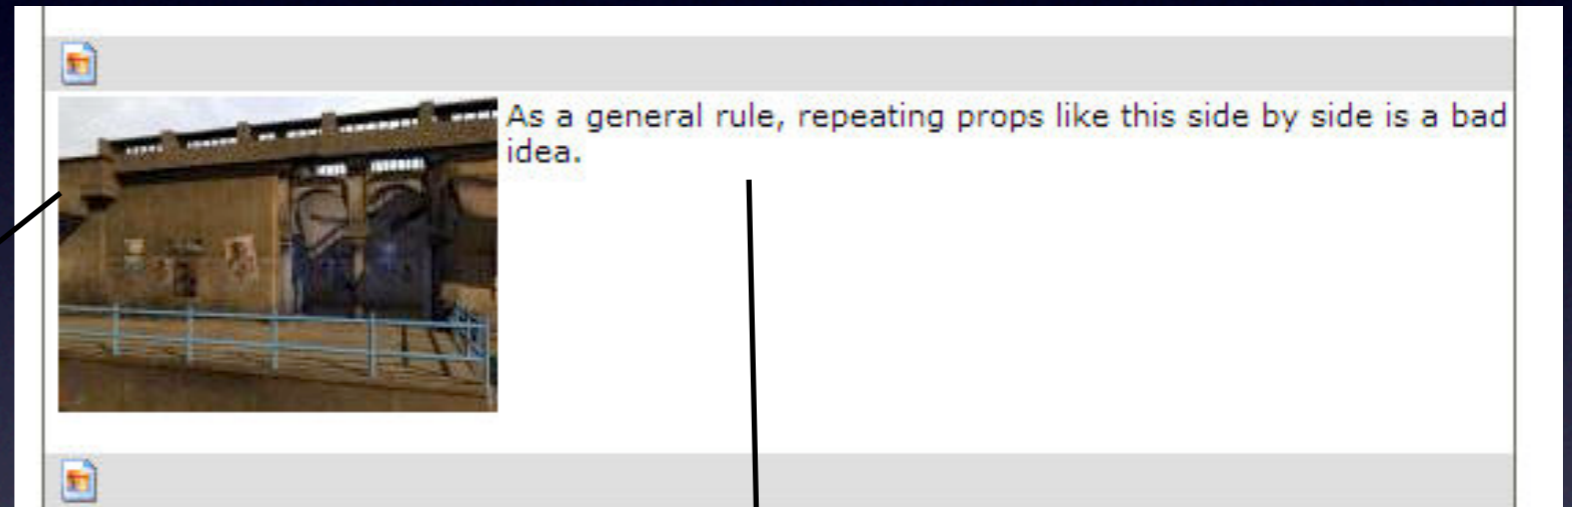 As a general rule, repeating props like this side by side is a bad
idea.